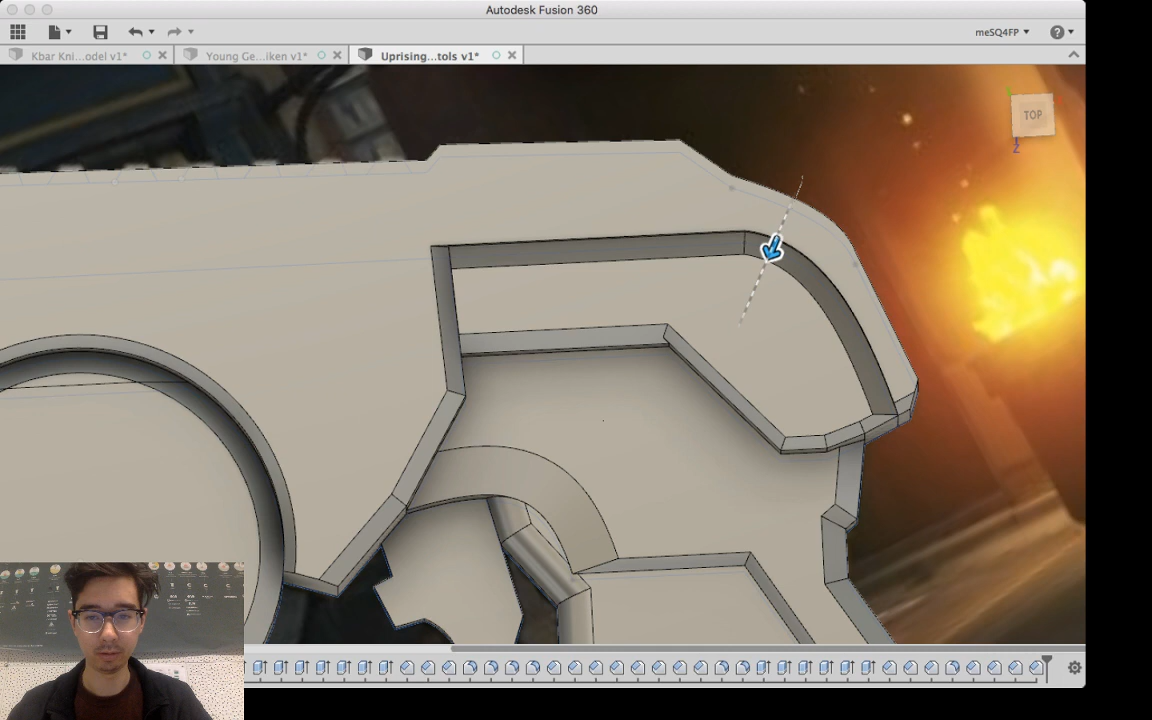 Autodesk Fusion 360
meSQ4FP
Kbar Kni...odel v1*
Young Ge...iken v1*
Uprising...tols v1*
TOP
Z